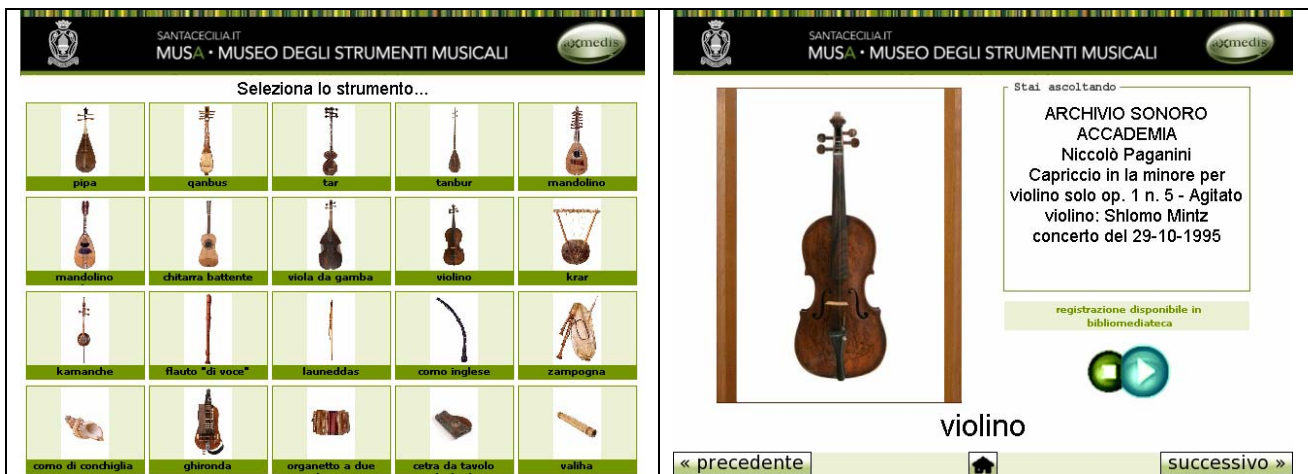 SANTACECILIA.IT
MUSA • MUSEO DEGLI STRUMENTI MUSICALI
axmedis
Seleziona lo strumento...
pipa
qanbus
tar
tanbur
mandolino
mandolino
chitarra battente
viola da gamba
violino
krar
kamanche
flauto "di voce"
launeddas
corno inglese
zampogna
corno di conchiglia
ghironda
organetto a due
cetra da tavolo
valiha
SANTACECILIA.IT
MUSA • MUSEO DEGLI STRUMENTI MUSICALI
axmedis
Stai ascoltando
ARCHIVIO SONORO
ACCADEMIA
Niccolò Paganini
Capriccio in la minore per
violino solo op. 1 n. 5 - Agitato
violino: Shlomo Mintz
concerto del 29-10-1995
registrazione disponibile in
bibliomediateca
violino
« precedente
successivo »